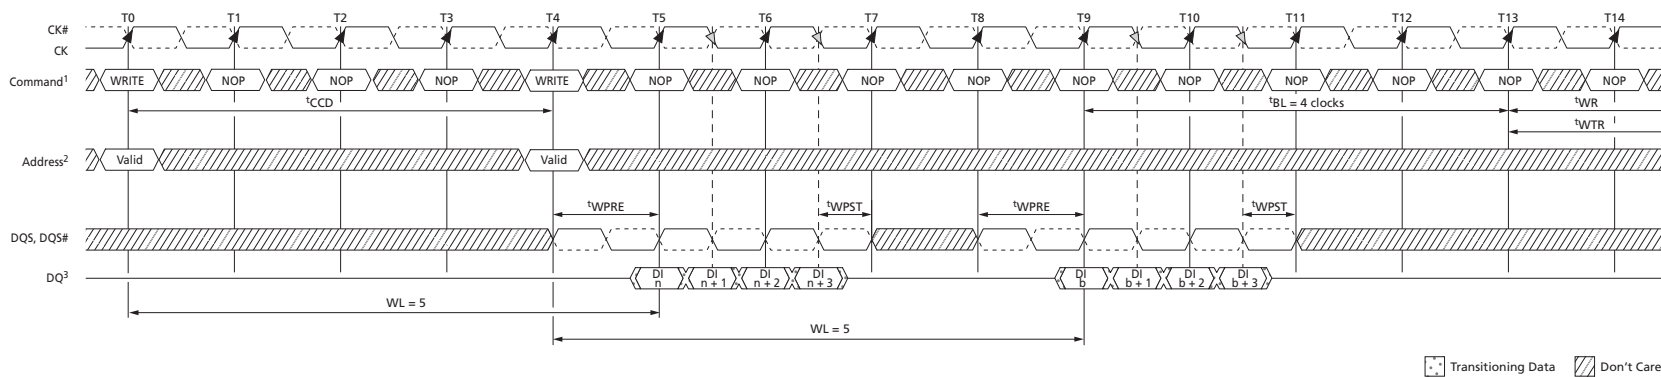 T0 T1 T2 T3 T4 T5 T6 T7 T8 T9 T10 T11 T12 T13 T14
CK#
CK
Command1 WRITE NOP NOP NOP WRITE NOP NOP NOP NOP NOP NOP NOP NOP NOP NOP
tCCD tBL = 4 clocks tWR
tWTR
Address2 Valid Valid
tWPRE tWPST tWPRE tWPST
DQS, DQS#
DQ3 DI n DI n + 1 DI n + 2 DI n + 3 DI b DI b + 1 DI b + 2 DI b + 3
WL = 5
WL = 5
Transitioning Data Don't Care